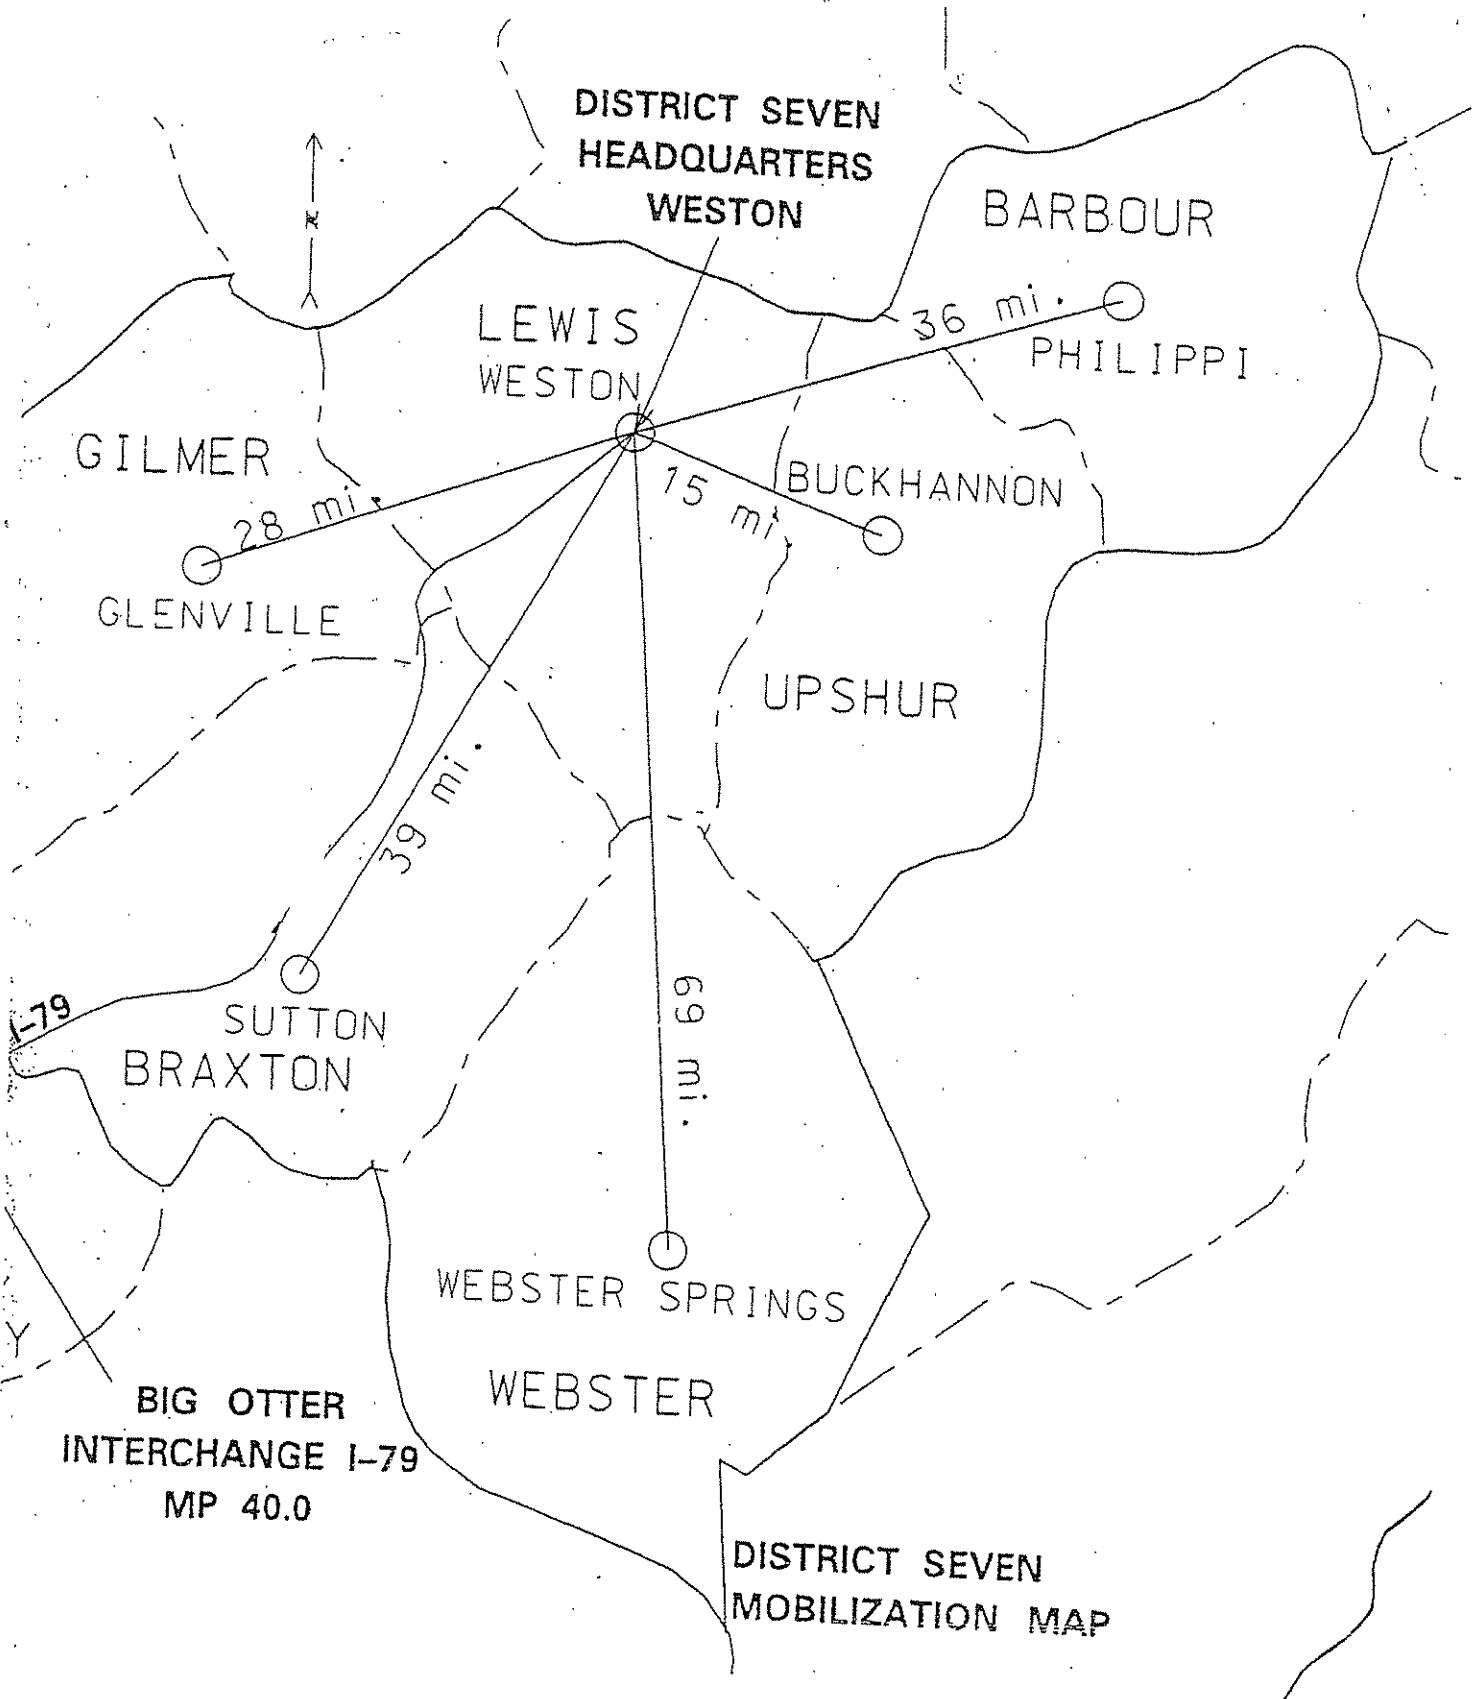 DISTRICT SEVEN
HEADQUARTERS
WESTON
N
BARBOUR
36 mi.
PHILIPPI
LEWIS
WESTON
GILMER
28 mi.
GLENVILLE
15 mi.
BUCKHANNON
UPSHUR
39 mi.
69 mi.
I-79
SUTTON
BRAXTON
WEBSTER SPRINGS
WEBSTER
Y
BIG OTTER
INTERCHANGE I-79
MP 40.0
DISTRICT SEVEN
MOBILIZATION MAP